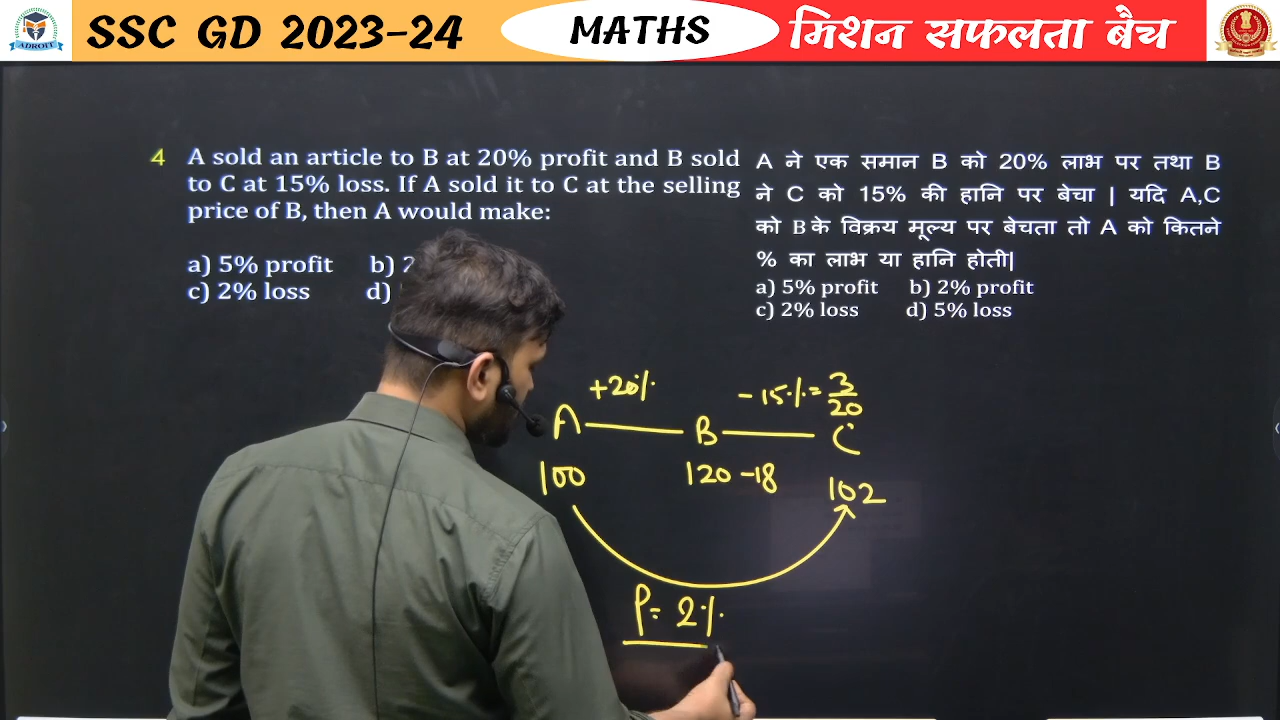 SSC GD 2023-24
MATHS
मिशन सफलता बैच
ADROIT
4 A sold an article to B at 20% profit and B sold
to C at 15% loss. If A sold it to C at the selling
price of B, then A would make:
a) 5% profit b) 2
c) 2% loss d)
A ने एक समान B को 20% लाभ पर तथा B
ने C को 15% की हानि पर बेचा | यदि A,C
को B के विक्रय मूल्य पर बेचता तो A को कितने
% का लाभ या हानि होती|
a) 5% profit b) 2% profit
c) 2% loss d) 5% loss
+20% -15%= 3/20
A B C
100 120 -18 102
P= 2%